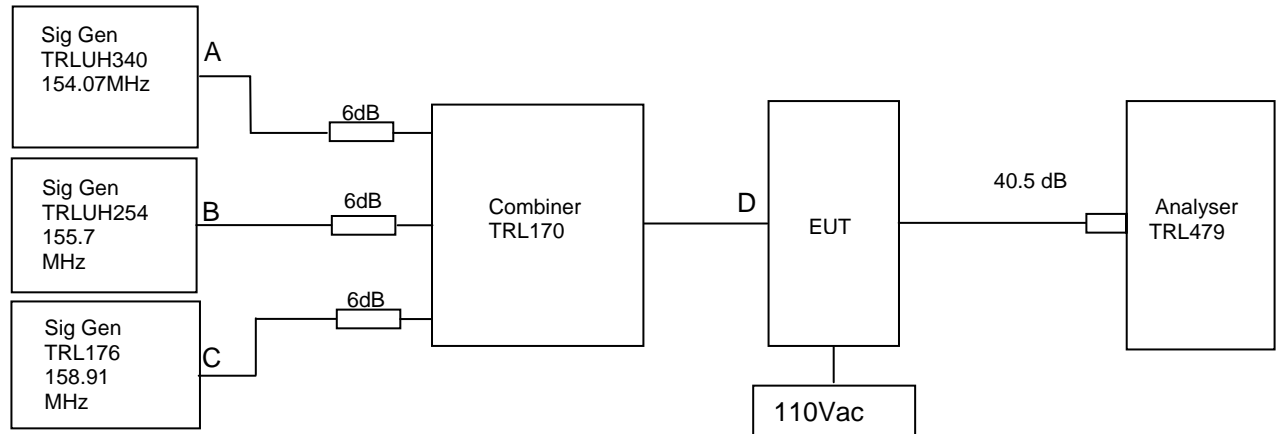 Sig Gen
TRLUH340
154.07MHz
A
6dB
Sig Gen
TRLUH254
155.7
MHz
B
6dB
Sig Gen
TRL176
158.91
MHz
C
6dB
Combiner
TRL170
D
EUT
110Vac
40.5 dB
Analyser
TRL479